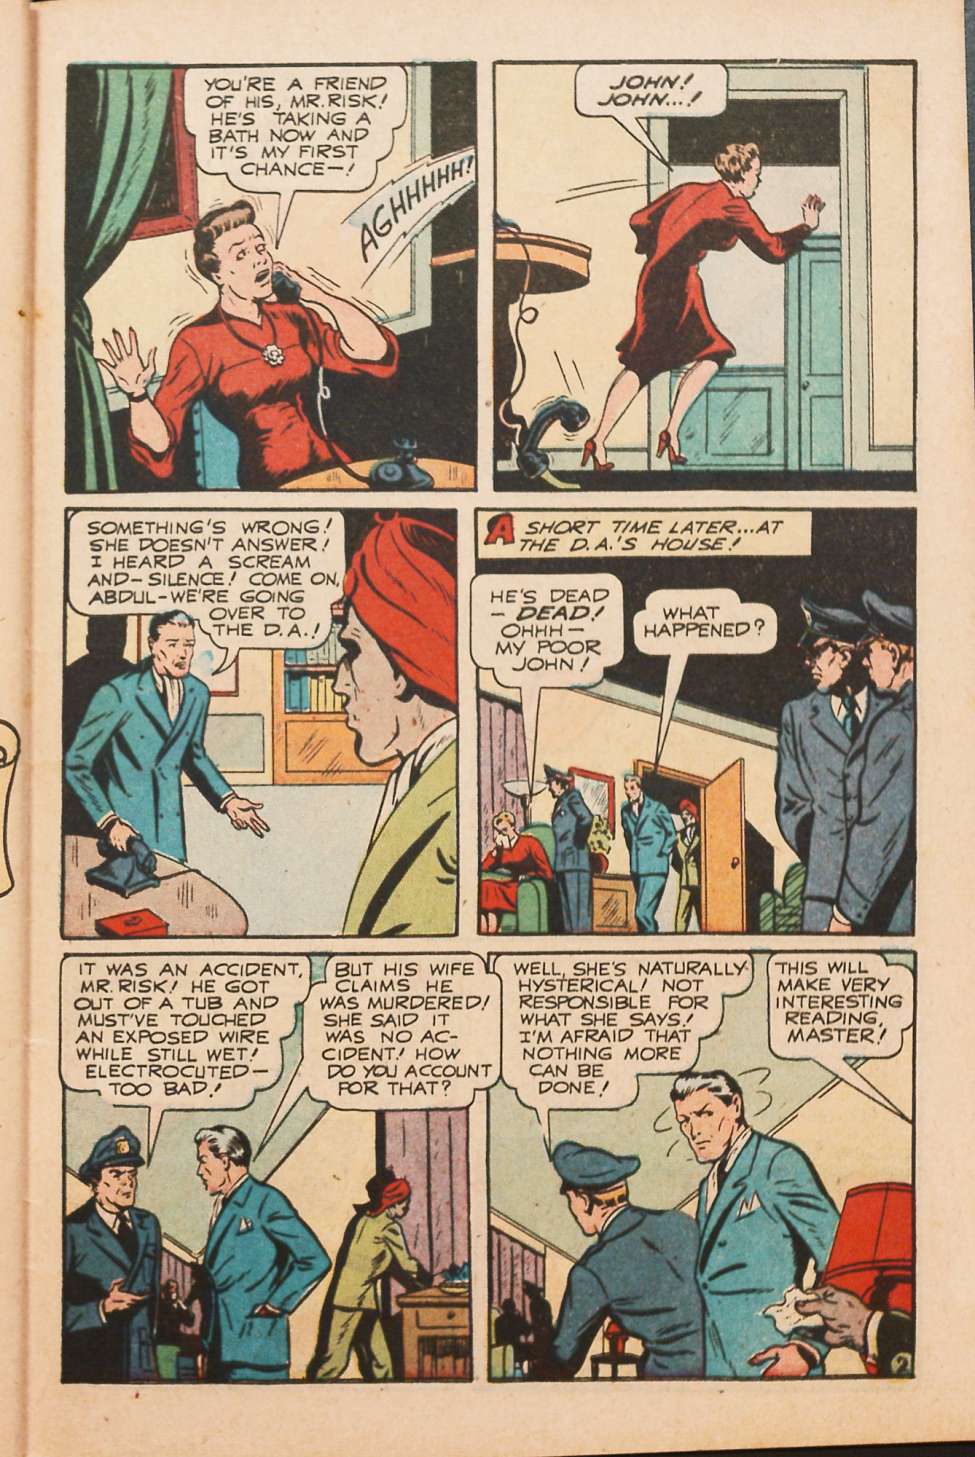 YOU'RE A FRIEND
OF HIS, MR. RISK!
HE'S TAKING A
BATH NOW AND
IT'S MY FIRST
CHANCE—!
AGHHHHH!
JOHN!
JOHN...!
SOMETHING'S WRONG!
SHE DOESN'T ANSWER!
I HEARD A SCREAM
AND—SILENCE! COME ON,
ABDUL—WE'RE GOING
OVER TO
THE D.A.!
A SHORT TIME LATER...AT
THE D.A.'S HOUSE!
HE'S DEAD
— DEAD!
OHHH—
MY POOR
JOHN!
WHAT
HAPPENED?
IT WAS AN ACCIDENT,
MR. RISK! HE GOT
OUT OF A TUB AND
MUST'VE TOUCHED
AN EXPOSED WIRE
WHILE STILL WET!
ELECTROCUTED—
TOO BAD!
BUT HIS WIFE
CLAIMS HE
WAS MURDERED!
SHE SAID IT
WAS NO AC-
CIDENT! HOW
DO YOU ACCOUNT
FOR THAT?
WELL, SHE'S NATURALLY
HYSTERICAL! NOT
RESPONSIBLE FOR
WHAT SHE SAYS!
I'M AFRAID THAT
NOTHING MORE
CAN BE
DONE!
THIS WILL
MAKE VERY
INTERESTING
READING,
MASTER!
2